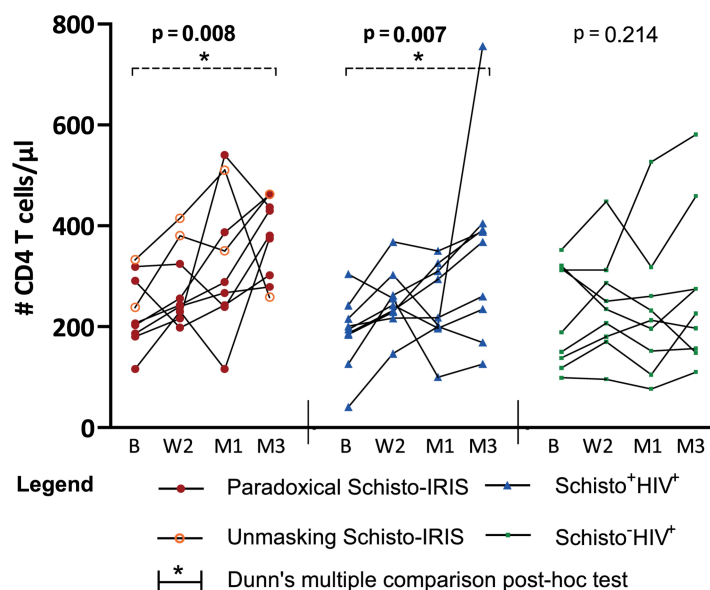 800
600
400
200
0
# CD4 T cells/µl
p = 0.008
*
p = 0.007
*
p = 0.214
B W2 M1 M3 B W2 M1 M3 B W2 M1 M3
Legend
Paradoxical Schisto-IRIS
Schisto⁺HIV⁺
Unmasking Schisto-IRIS
Schisto⁻HIV⁺
*
Dunn's multiple comparison post-hoc test